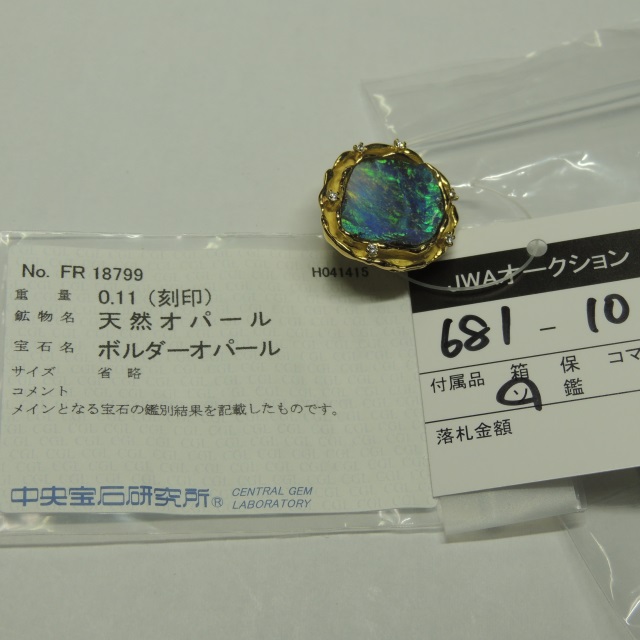 No. FR 18799 H041415
重量 0.11 (刻印)
鉱物名 天然オパール
宝石名 ボルダーオパール
サイズ 省略
コメント
メインとなる宝石の鑑別結果を記載したものです。
中央宝石研究所® CENTRAL GEM LABORATORY
JWAオークション
681-10
付属品 箱 保 コマ
ソ 鑑
落札金額